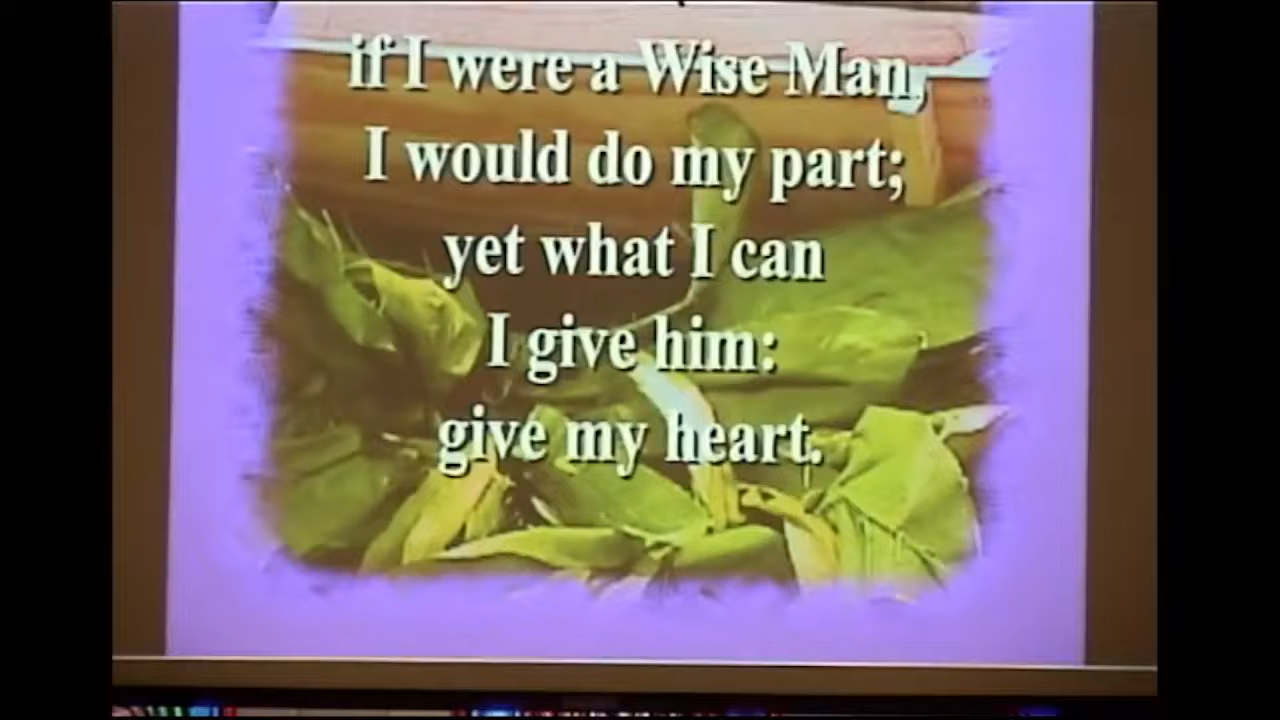 if I were a Wise Man,
I would do my part;
yet what I can
I give him:
give my heart.